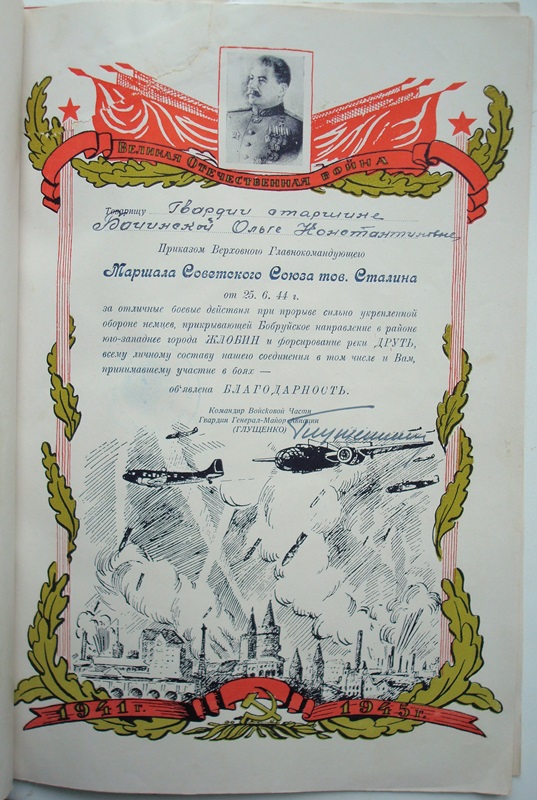 ВЕЛИКАЯ ОТЕЧЕСТВЕННАЯ ВОЙНА
Товарищу Гвардии старшине
Бачинской Ольге Константиновне
Приказом Верховного Главнокомандующего
Маршала Советского Союза тов. Сталина
от 25. 6. 44 г.
за отличные боевые действия при прорыве сильно укрепленной
обороне немцев, прикрывающей Бобруйское направление в районе
юго-западнее города ЖЛОБИН и форсирование реки ДРУТЬ,
всему личному составу нашего соединения в том числе и Вам,
принимавшему участие в боях —
об'явлена БЛАГОДАРНОСТЬ.
Командир Войсковой Части
Гвардии Генерал-Майор Авиации
(ГЛУЩЕНКО)
1941 г. 1945 г.